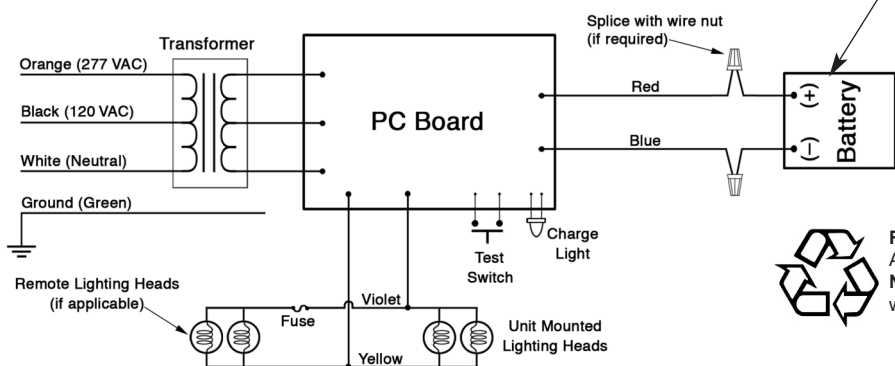 Splice with wire nut
(if required)
Transformer
Orange (277 VAC)
Red
Black (120 VAC)
PC Board
(+)
Battery
Blue
(−)
White (Neutral)
Ground (Green)
Charge
Light
Test
Switch
Remote Lighting Heads
(if applicable)
Violet
Fuse
Unit Mounted
Lighting Heads
Yellow